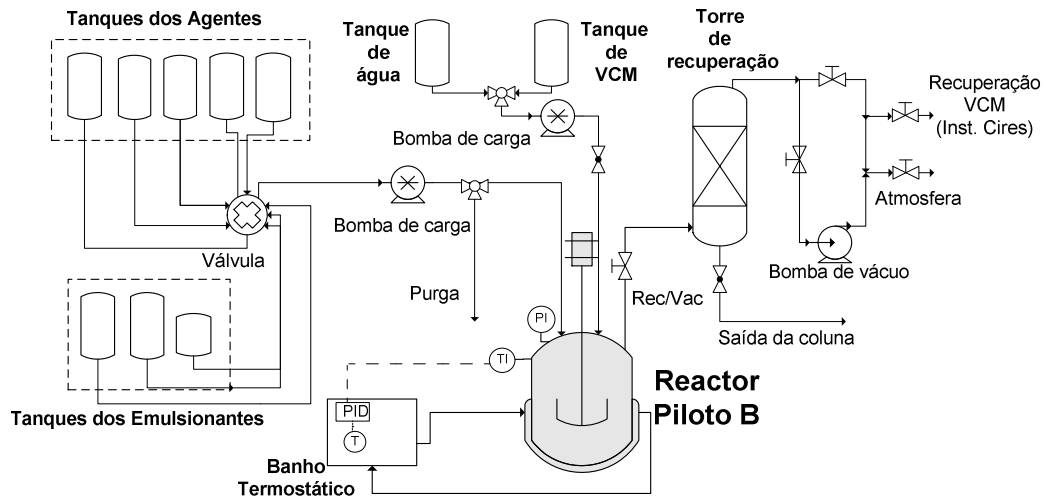 Tanques dos Agentes
Tanque
de
água
Tanque
de
VCM
Torre
de
recuperação
Recuperação
VCM
(Inst. Cires)
Bomba de carga
Atmosfera
Bomba de carga
Válvula
Bomba de vácuo
Purga
Rec/Vac
PI
Saída da coluna
TI
Reactor
Piloto B
Tanques dos Emulsionantes
PID
T
Banho
Termostático